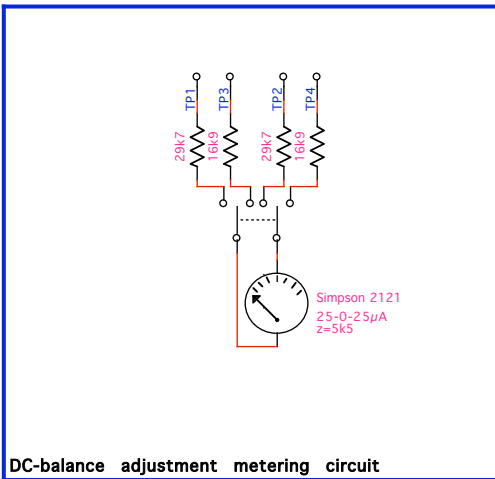 TP1
TP3
TP2
TP4
29k7
16k9
29k7
16k9
Simpson 2121
25-0-25µA
z=5k5
DC-balance adjustment metering circuit